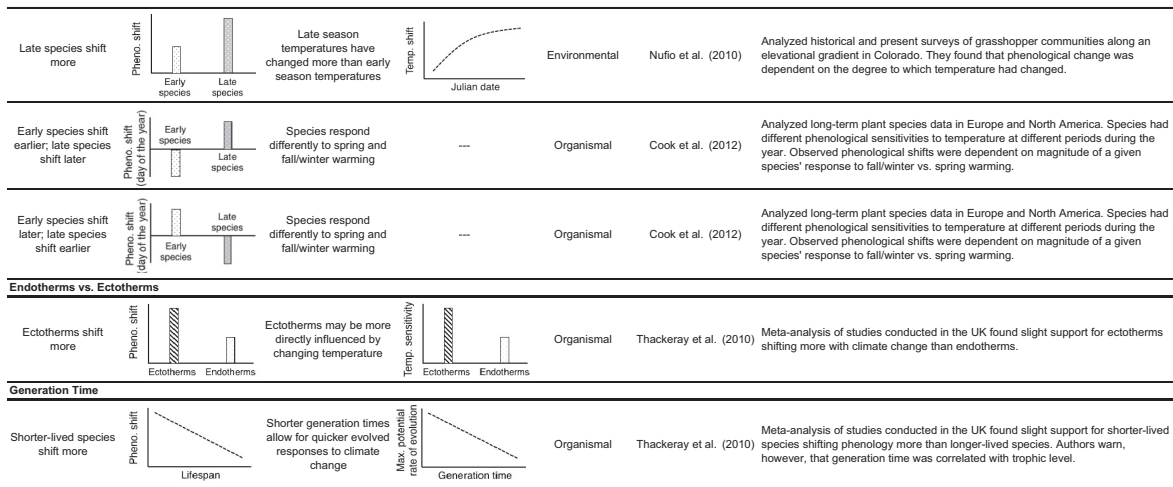 Late species shift
more
Pheno. shift
Early
species
Late
species
Late season
temperatures have
changed more than early
season temperatures
Temp. shift
Julian date
Environmental
Nufio et al. (2010)
Analyzed historical and present surveys of grasshopper communities along an
elevational gradient in Colorado. They found that phenological change was
dependent on the degree to which temperature had changed.
Early species shift
earlier; late species
shift later
Pheno. shift
(day of the year)
Early
species
Late
species
Species respond
differently to spring and
fall/winter warming
---
Organismal
Cook et al. (2012)
Analyzed long-term plant species data in Europe and North America. Species had
different phenological sensitivities to temperature at different periods during the
year. Observed phenological shifts were dependent on magnitude of a given
species' response to fall/winter vs. spring warming.
Early species shift
later; late species
shift earlier
Pheno. shift
(day of the year)
Early
species
Late
species
Species respond
differently to spring and
fall/winter warming
---
Organismal
Cook et al. (2012)
Analyzed long-term plant species data in Europe and North America. Species had
different phenological sensitivities to temperature at different periods during the
year. Observed phenological shifts were dependent on magnitude of a given
species' response to fall/winter vs. spring warming.
Endotherms vs. Ectotherms
Ectotherms shift
more
Pheno. shift
Ectotherms Endotherms
Ectotherms may be more
directly influenced by
changing temperature
Temp. sensitivity
Ectotherms Endotherms
Organismal
Thackeray et al. (2010)
Meta-analysis of studies conducted in the UK found slight support for ectotherms
shifting more with climate change than endotherms.
Generation Time
Shorter-lived species
shift more
Pheno. shift
Lifespan
Shorter generation times
allow for quicker evolved
responses to climate
change
Max. potential
rate of evolution
Generation time
Organismal
Thackeray et al. (2010)
Meta-analysis of studies conducted in the UK found slight support for shorter-lived
species shifting phenology more than longer-lived species. Authors warn,
however, that generation time was correlated with trophic level.